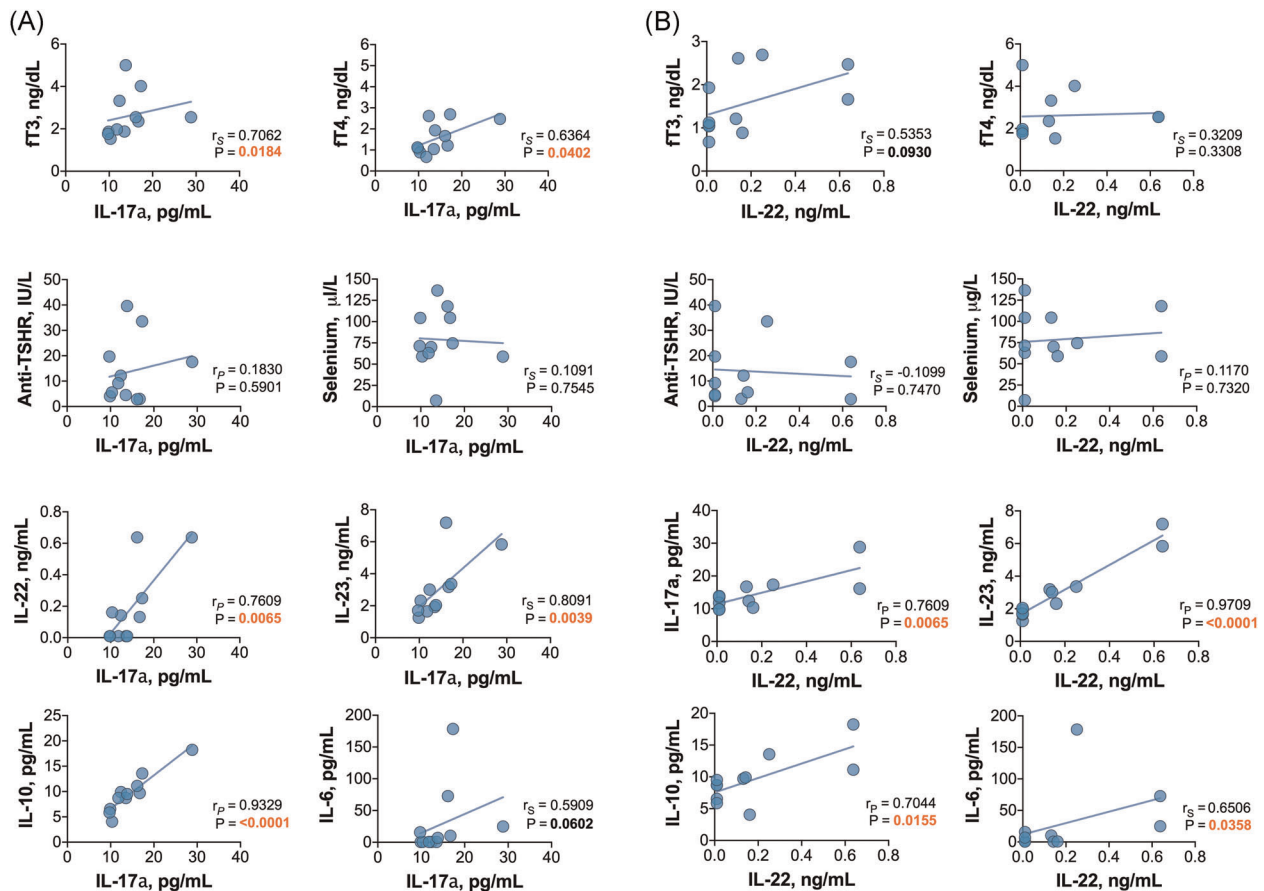 (A)
(B)
fT3, ng/dL
6
4
2
0
0 10 20 30 40
IL-17a, pg/mL
rS = 0.7062
P = 0.0184
fT4, ng/dL
6
5
4
3
2
1
0
0 10 20 30 40
IL-17a, pg/mL
rS = 0.6364
P = 0.0402
fT3, ng/dL
3
2
1
0
0.0 0.2 0.4 0.6 0.8
IL-22, ng/mL
rS = 0.5353
P = 0.0930
fT4, ng/dL
6
4
2
0
0.0 0.2 0.4 0.6 0.8
IL-22, ng/mL
rS = 0.3209
P = 0.3308
Anti-TSHR, IU/L
50
40
30
20
10
0
0 10 20 30 40
IL-17a, pg/mL
rP = 0.1830
P = 0.5901
Selenium, μl/L
150
125
100
75
50
25
0
0 10 20 30 40
IL-17a, pg/mL
rS = 0.1091
P = 0.7545
Anti-TSHR, IU/L
50
40
30
20
10
0
0.0 0.2 0.4 0.6 0.8
IL-22, ng/mL
rS = -0.1099
P = 0.7470
Selenium, μg/L
150
125
100
75
50
25
0
0.0 0.2 0.4 0.6 0.8
IL-22, ng/mL
rP = 0.1170
P = 0.7320
IL-22, ng/mL
0.8
0.6
0.4
0.2
0.0
0 10 20 30 40
IL-17a, pg/mL
rP = 0.7609
P = 0.0065
IL-23, ng/mL
8
6
4
2
0
0 10 20 30 40
IL-17a, pg/mL
rS = 0.8091
P = 0.0039
IL-17a, pg/mL
40
30
20
10
0
0.0 0.2 0.4 0.6 0.8
IL-22, ng/mL
rP = 0.7609
P = 0.0065
IL-23, ng/mL
8
6
4
2
0
0.0 0.2 0.4 0.6 0.8
IL-22, ng/mL
rP = 0.9709
P = <0.0001
IL-10, pg/mL
25
20
15
10
5
0
0 10 20 30 40
IL-17a, pg/mL
rP = 0.9329
P = <0.0001
IL-6, pg/mL
200
150
100
50
0
0 10 20 30 40
IL-17a, pg/mL
rS = 0.5909
P = 0.0602
IL-10, pg/mL
20
15
10
5
0
0.0 0.2 0.4 0.6 0.8
IL-22, ng/mL
rP = 0.7044
P = 0.0155
IL-6, pg/mL
200
150
100
50
0
0.0 0.2 0.4 0.6 0.8
IL-22, ng/mL
rS = 0.6506
P = 0.0358